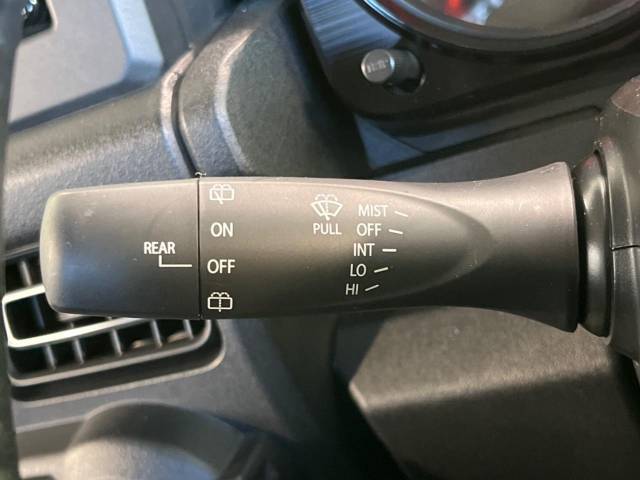 REAR
ON
OFF
PULL
MIST
OFF
INT
LO
HI